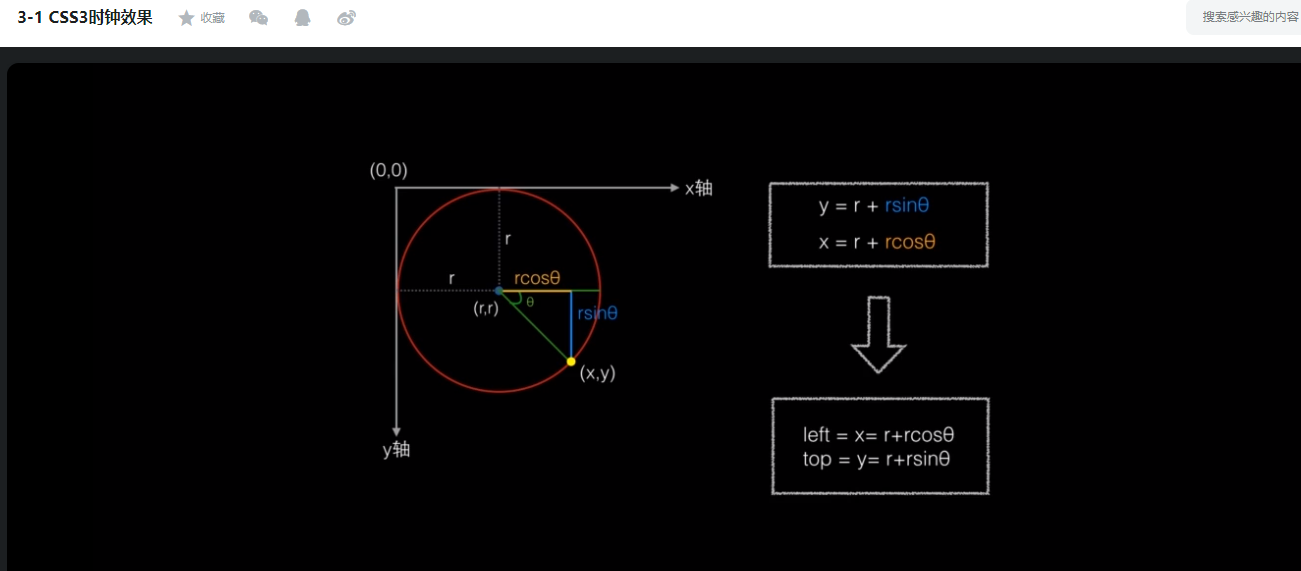 3-1 CSS3时钟效果
收藏
搜索感兴趣的内容
(0,0)
x轴
r
r
rcosθ
θ
(r,r)
rsinθ
(x,y)
y轴
y = r + rsinθ
x = r + rcosθ
left = x= r+rcosθ
top = y= r+rsinθ